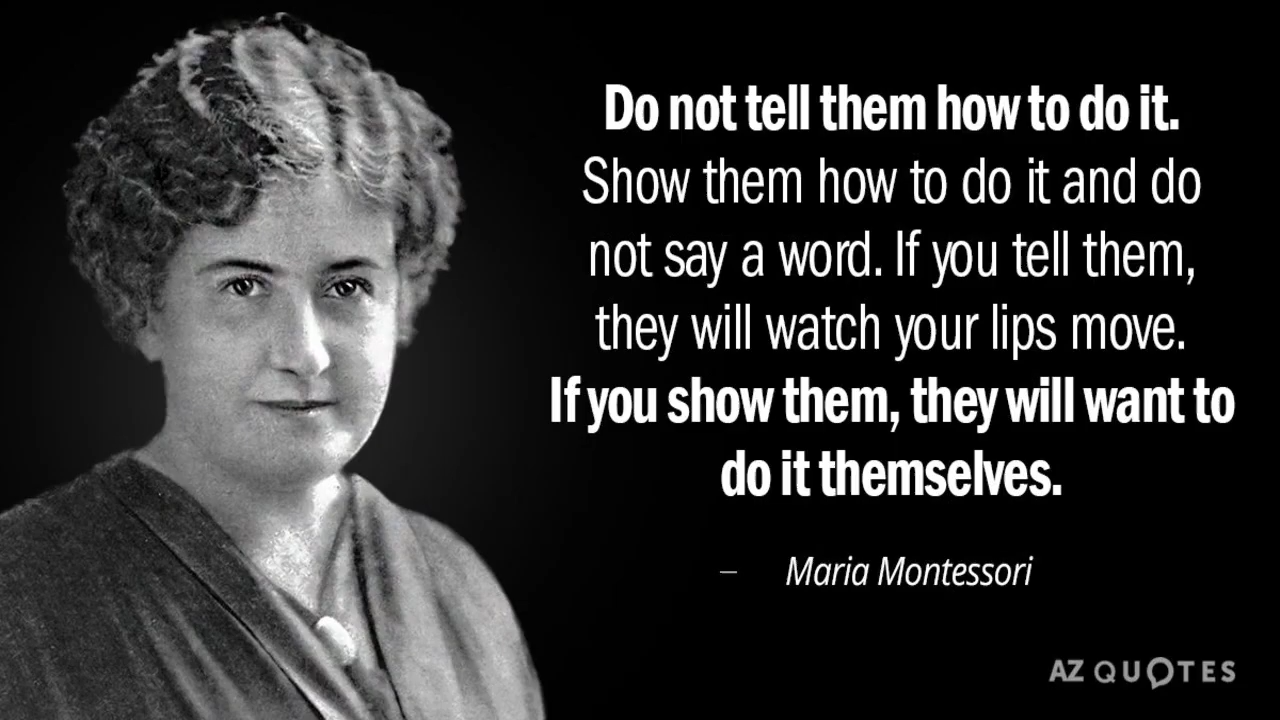 Do not tell them how to do it.
Show them how to do it and do
not say a word. If you tell them,
they will watch your lips move.
If you show them, they will want to
do it themselves.
– Maria Montessori
AZ QUOTES